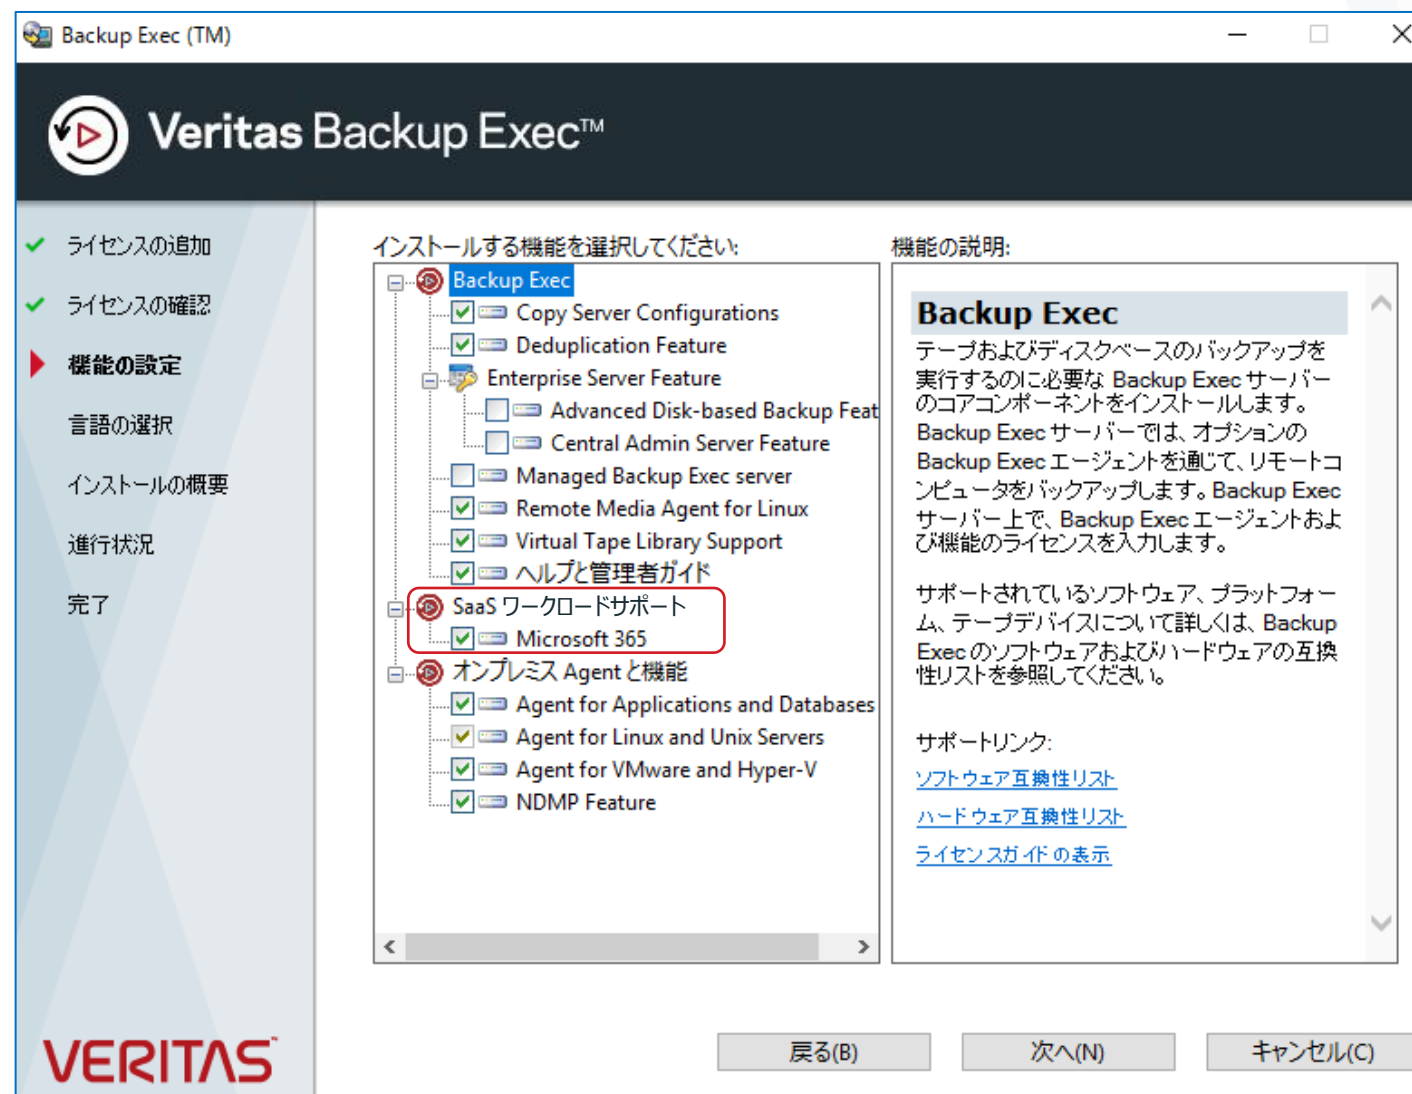 Backup Exec (TM)
Veritas Backup Exec™
ライセンスの追加
ライセンスの確認
機能の設定
言語の選択
インストールの概要
進行状況
完了
インストールする機能を選択してください:
Backup Exec
Copy Server Configurations
Deduplication Feature
Enterprise Server Feature
Advanced Disk-based Backup Feat
Central Admin Server Feature
Managed Backup Exec server
Remote Media Agent for Linux
Virtual Tape Library Support
ヘルプと管理者ガイド
SaaS ワークロードサポート
Microsoft 365
オンプレミス Agent と機能
Agent for Applications and Databases
Agent for Linux and Unix Servers
Agent for VMware and Hyper-V
NDMP Feature
機能の説明:
Backup Exec
テープおよびディスクベースのバックアップを
実行するのに必要な Backup Exec サーバー
のコアコンポーネントをインストールします。
Backup Exec サーバーでは、オプションの
Backup Exec エージェントを通じて、リモートコ
ンピュータをバックアップします。Backup Exec
サーバー上で、Backup Exec エージェントおよ
び機能のライセンスを入力します。
サポートされているソフトウェア、プラットフォー
ム、テープデバイスについて詳しくは、Backup
Exec のソフトウェアおよびハードウェアの互換
性リストを参照してください。
サポートリンク:
ソフトウェア互換性リスト
ハードウェア互換性リスト
ライセンスガイドの表示
VERITAS™
戻る(B)
次へ(N)
キャンセル(C)